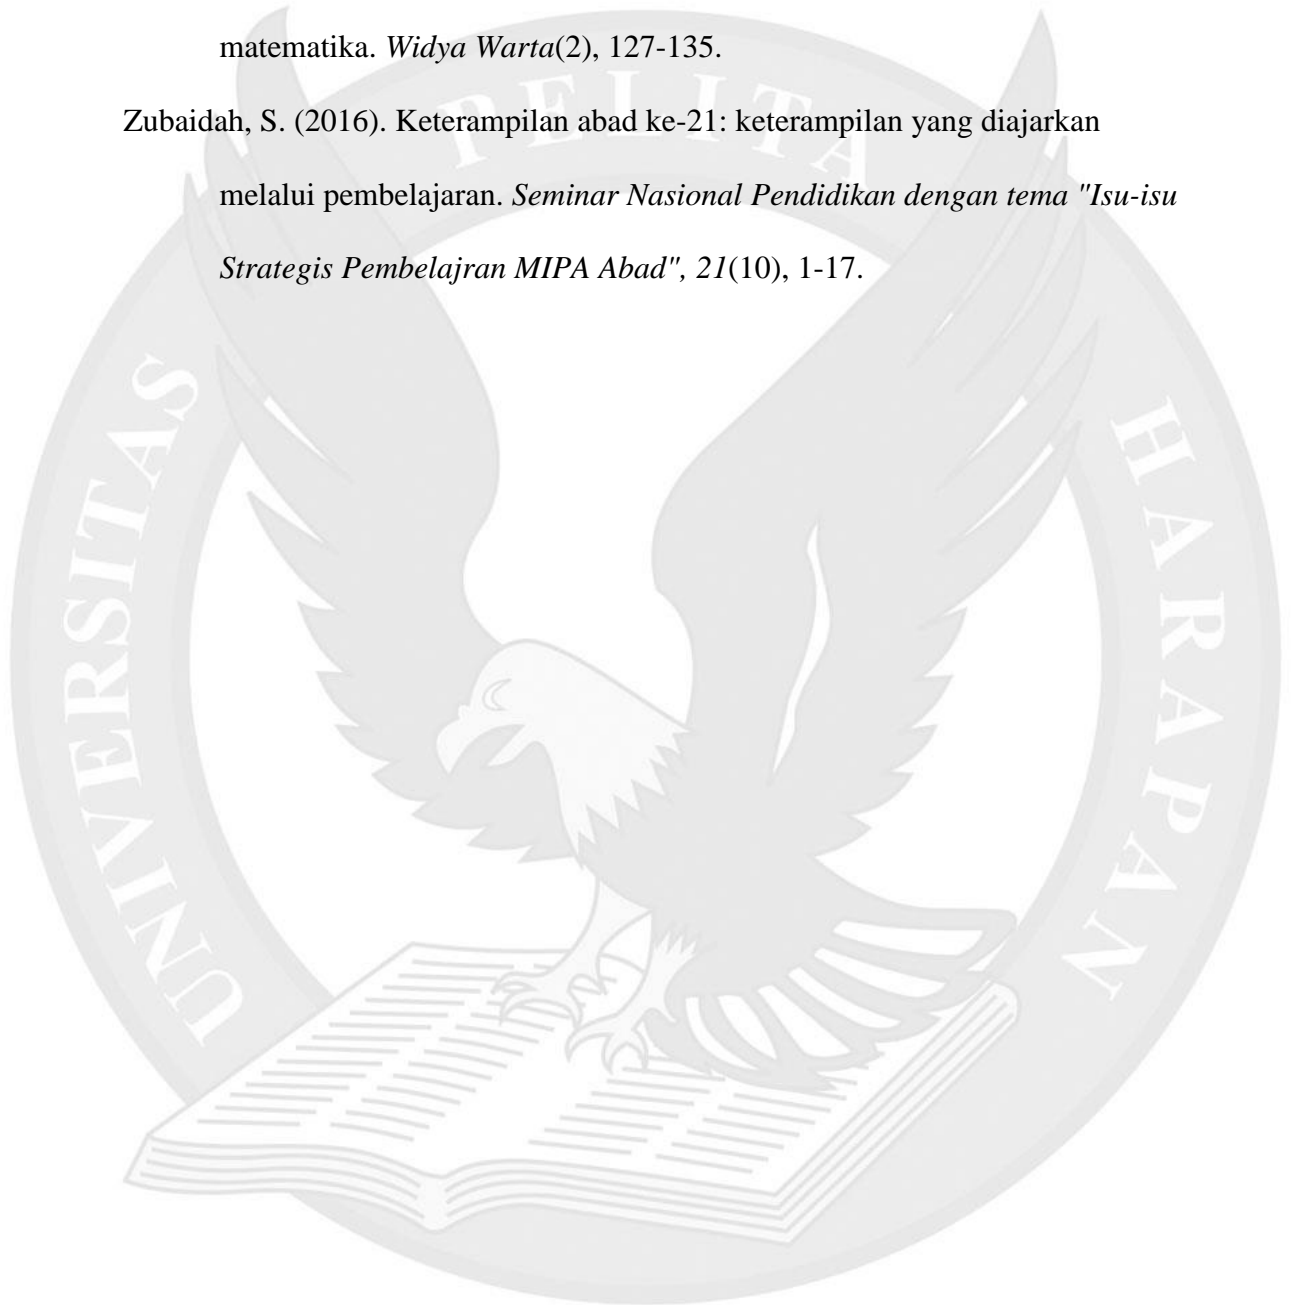 matematika. Widya Warta(2), 127-135.
Zubaidah, S. (2016). Keterampilan abad ke-21: keterampilan yang diajarkan
melalui pembelajaran. Seminar Nasional Pendidikan dengan tema "Isu-isu
Strategis Pembelajran MIPA Abad", 21(10), 1-17.
UNIVERSITAS PELITA HARAPAN